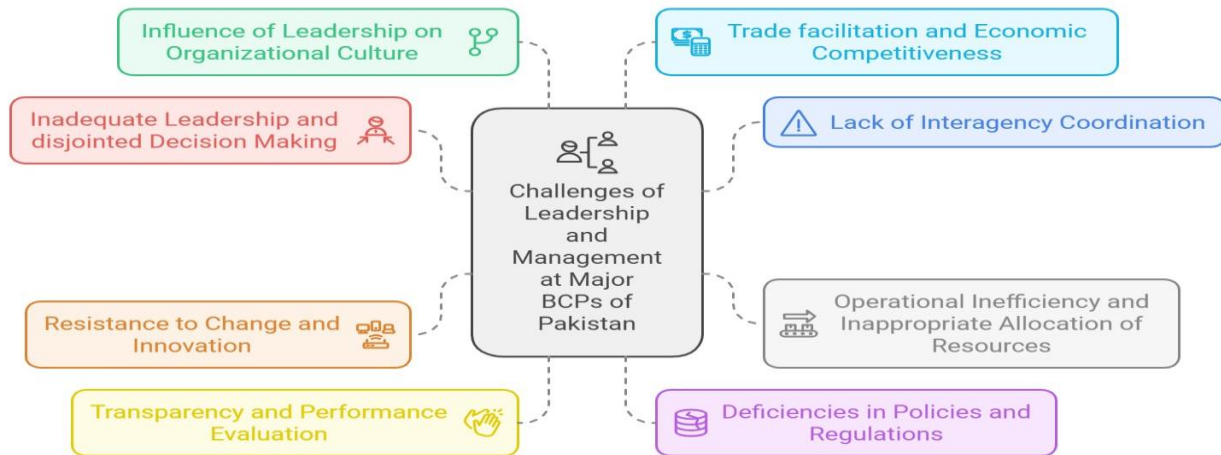 Influence of Leadership on
Organizational Culture
Trade facilitation and Economic
Competitiveness
Inadequate Leadership and
disjointed Decision Making
Lack of Interagency Coordination
Challenges of
Leadership
and
Management
at Major
BCPs of
Pakistan
Resistance to Change and
Innovation
Operational Inefficiency and
Inappropriate Allocation of
Resources
Transparency and Performance
Evaluation
Deficiencies in Policies and
Regulations